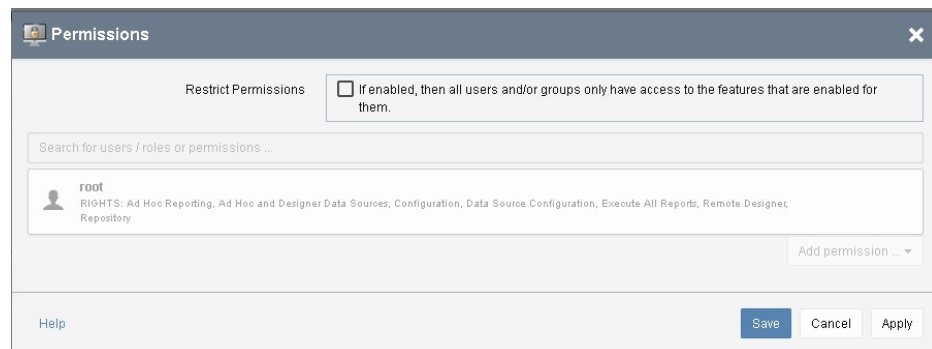 Permissions
Restrict Permissions
If enabled, then all users and/or groups only have access to the features that are enabled for
them.
Search for users / roles or permissions ...
root
RIGHTS: Ad Hoc Reporting, Ad Hoc and Designer Data Sources, Configuration, Data Source Configuration, Execute All Reports, Remote Designer,
Repository
Add permission ...
Help
Save
Cancel
Apply